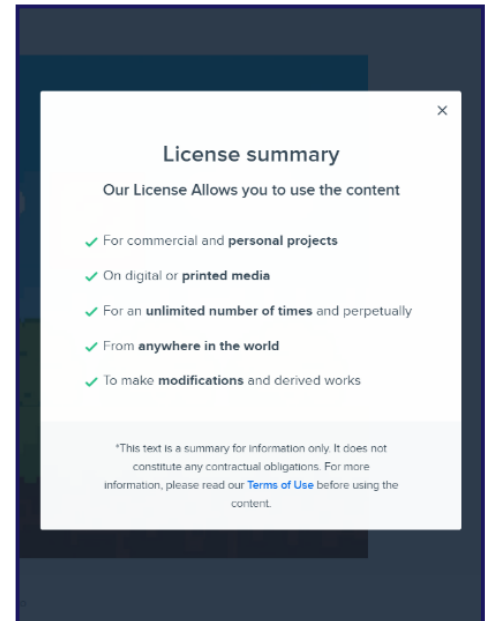 License summary
Our License Allows you to use the content
For commercial and personal projects
On digital or printed media
For an unlimited number of times and perpetually
From anywhere in the world
To make modifications and derived works
*This text is a summary for information only. It does not
constitute any contractual obligations. For more
information, please read our Terms of Use before using the
content.